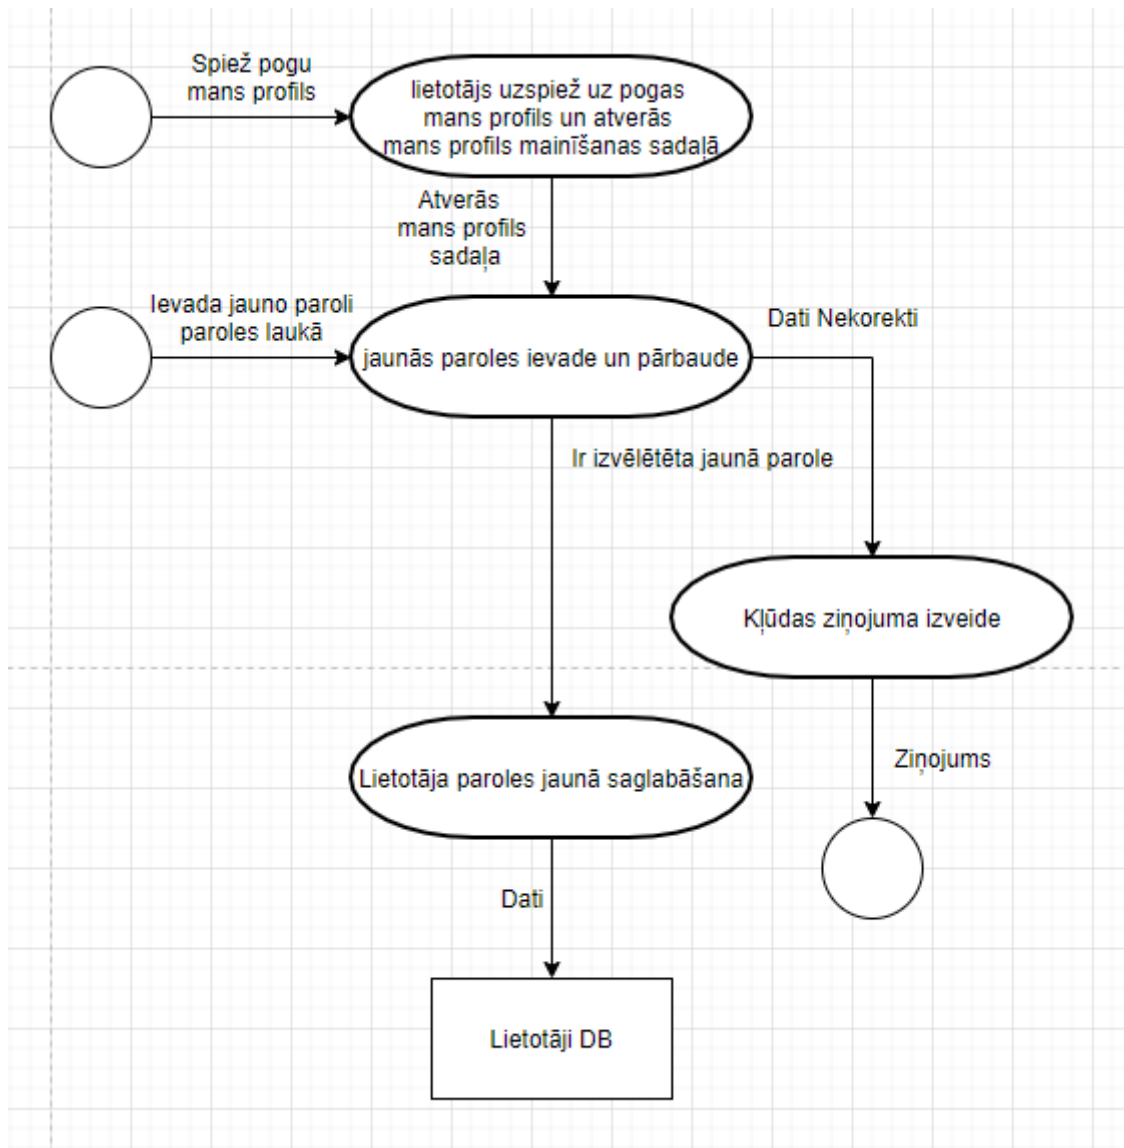 Spiež pogu
mans profils
lietotājs uzspiež uz pogas
mans profils un atverās
mans profils mainīšanas sadaļā
Atverās
mans profils
sadaļa
Ievada jauno paroli
paroles laukā
jaunās paroles ievade un pārbaude
Dati Nekorekti
Ir izvēlētēta jaunā parole
Kļūdas ziņojuma izveide
Lietotāja paroles jaunā saglabāšana
Ziņojums
Dati
Lietotāji DB